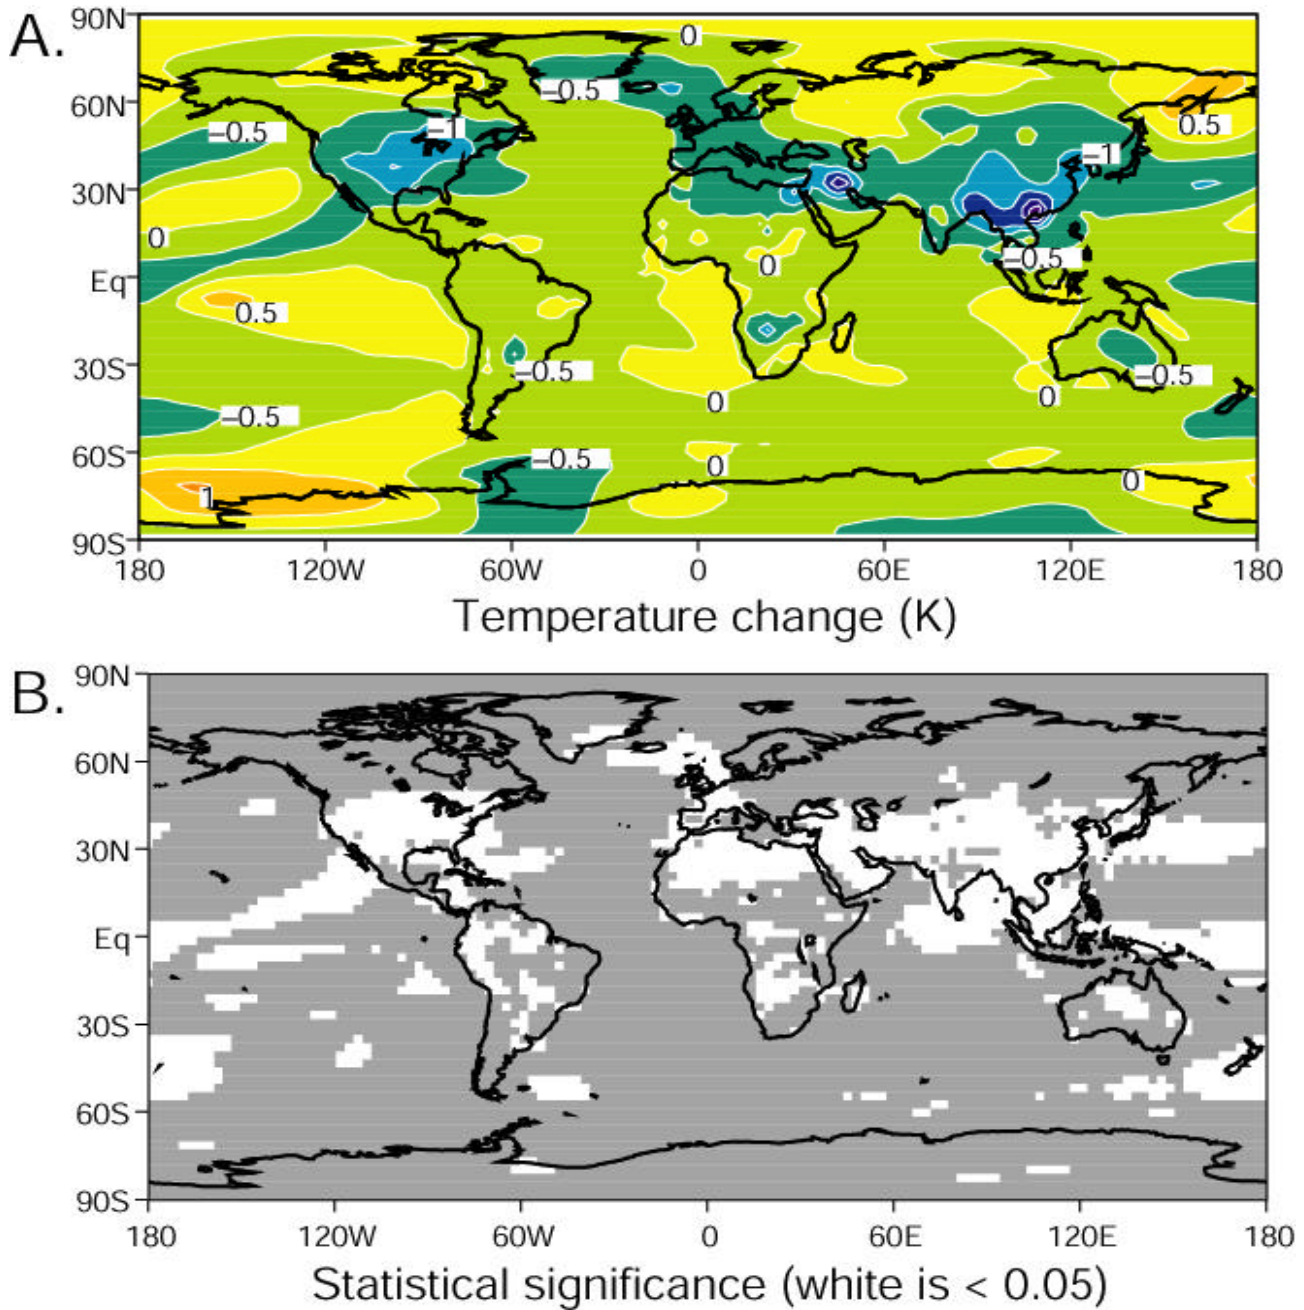 A.
90N
60N
30N
Eq
30S
60S
90S
0
−0.5
−0.5
−1
0.5
−1
0
0
−0.5
0.5
−0.5
−0.5
0
0
−0.5
−0.5
0
0
1
180 120W 60W 0 60E 120E 180
Temperature change (K)
B.
90N
60N
30N
Eq
30S
60S
90S
180 120W 60W 0 60E 120E 180
Statistical significance (white is < 0.05)